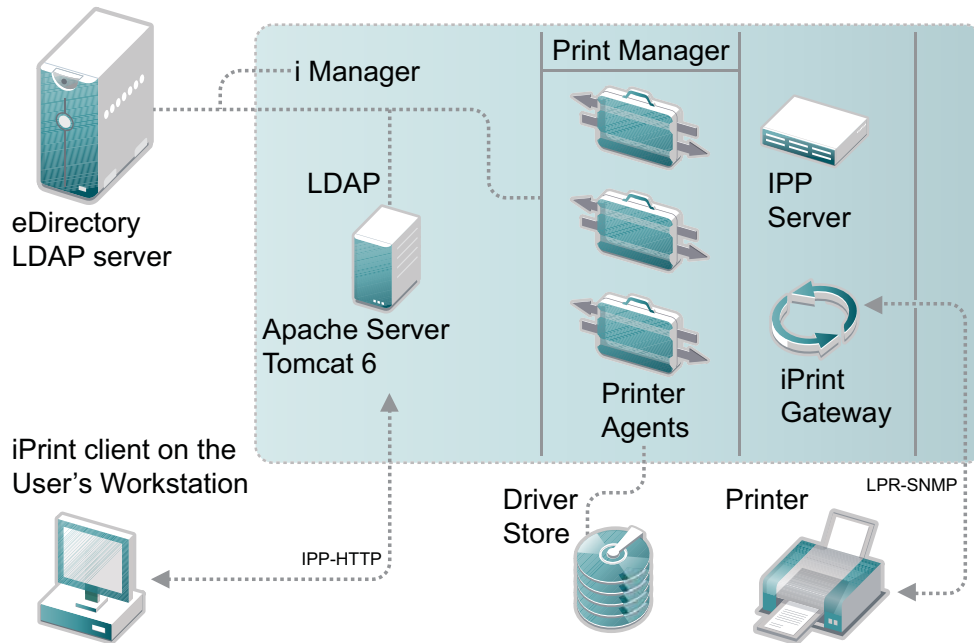 Print Manager
i Manager
LDAP
IPP
Server
eDirectory
LDAP server
Apache Server
Tomcat 6
Printer
Agents
iPrint
Gateway
iPrint client on the
User's Workstation
Driver
Store
Printer
LPR-SNMP
IPP-HTTP